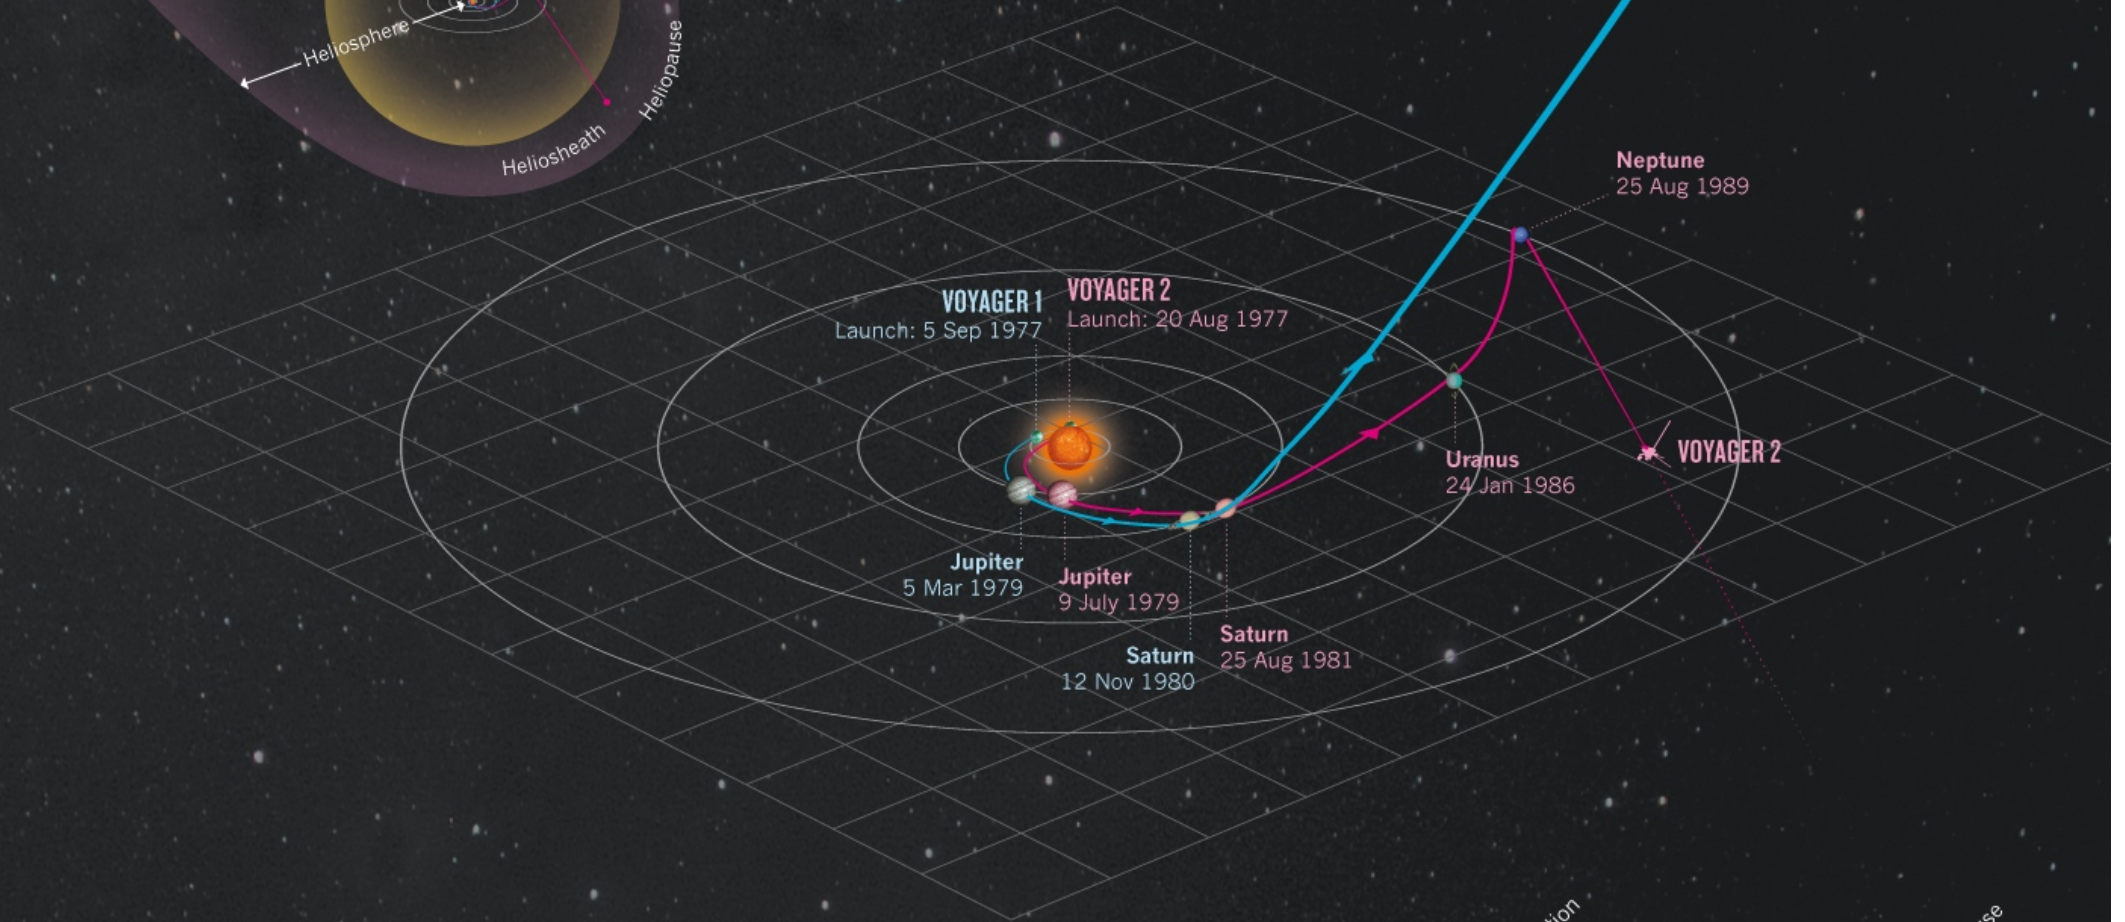 Heliosphere
Heliopause
Heliosheath
Neptune
25 Aug 1989
VOYAGER 1
Launch: 5 Sep 1977
VOYAGER 2
Launch: 20 Aug 1977
Uranus
24 Jan 1986
VOYAGER 2
Jupiter
5 Mar 1979
Jupiter
9 July 1979
Saturn
25 Aug 1981
Saturn
12 Nov 1980